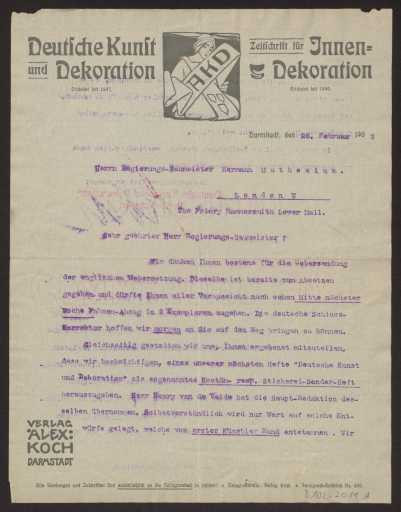 Deutsche Kunst
und Dekoration
AKD
Zeitschrift für Innen=
Dekoration
Darmstadt, den 26. Februar 190
Herrn Regierungs-Baumeister Hermann Muthesius.
London W
The Priory Hammersmith Lower Mall.
Sehr geehrter Herr Regierungs-Baumeister !
Wir danken Ihnen bestens für die Uebersendung
der englischen Uebersetzung. Dieselbe ist bereits zum Absetzen
gegeben und dürfte Ihnen aller Voraussicht nach schon Mitte nächster
Woche Fahnen-Abzug in 2 Exemplaren zugehen. Die deutsche Schluss-
Korrektur hoffen wir morgen an Sie auf den Weg bringen zu können.
Gleichzeitig gestatten wir uns, Ihnen ergebenst mitzuteilen,
dass wir beabsichtigen, eines unserer nächsten Hefte "Deutsche Kunst
und Dekoration" als sogenanntes Kostüm- resp. Stickerei-Sonder-Heft
herauszugeben. Herr Henry van de Velde hat die Haupt-Redaktion des-
selben übernommen. Selbstverständlich wird nur Wert auf solche Ent-
würfe gelegt, welche von erster Künstler Hand entstammen. Wir
VERLAG
ALEX:
KOCH
DARMSTADT